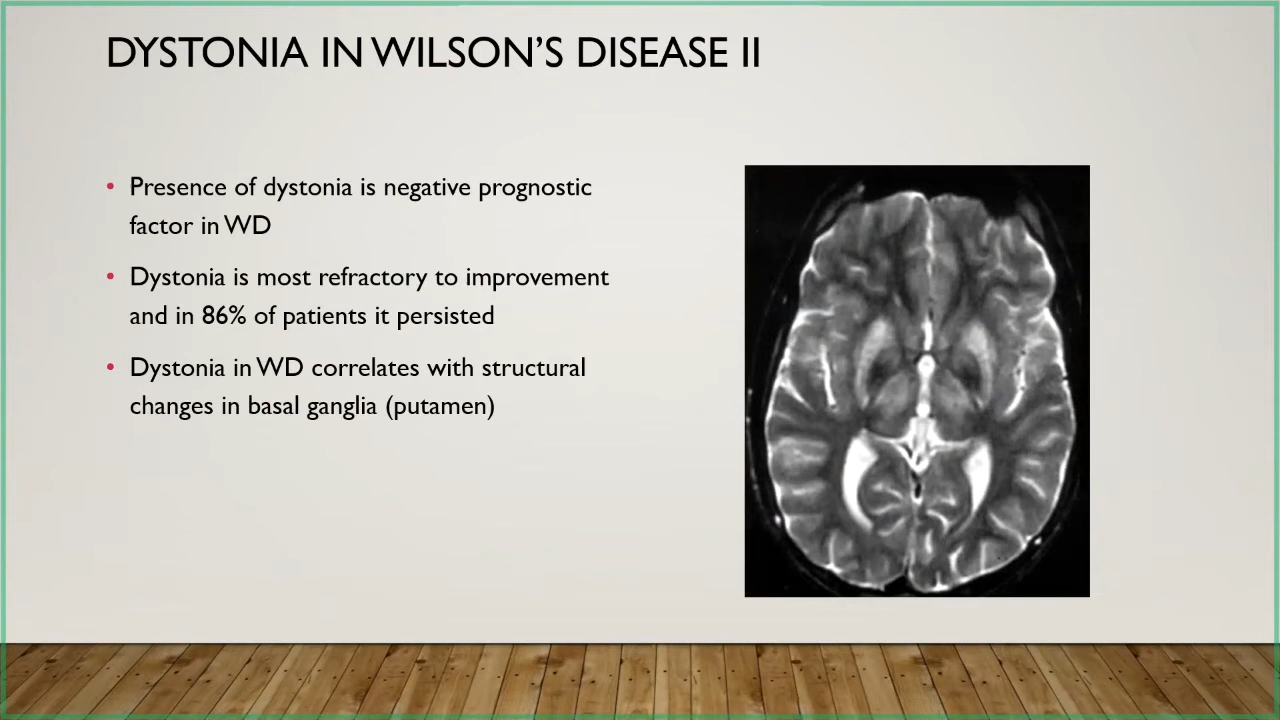 DYSTONIA IN WILSON’S DISEASE II
• Presence of dystonia is negative prognostic
factor in WD
• Dystonia is most refractory to improvement
and in 86% of patients it persisted
• Dystonia in WD correlates with structural
changes in basal ganglia (putamen)